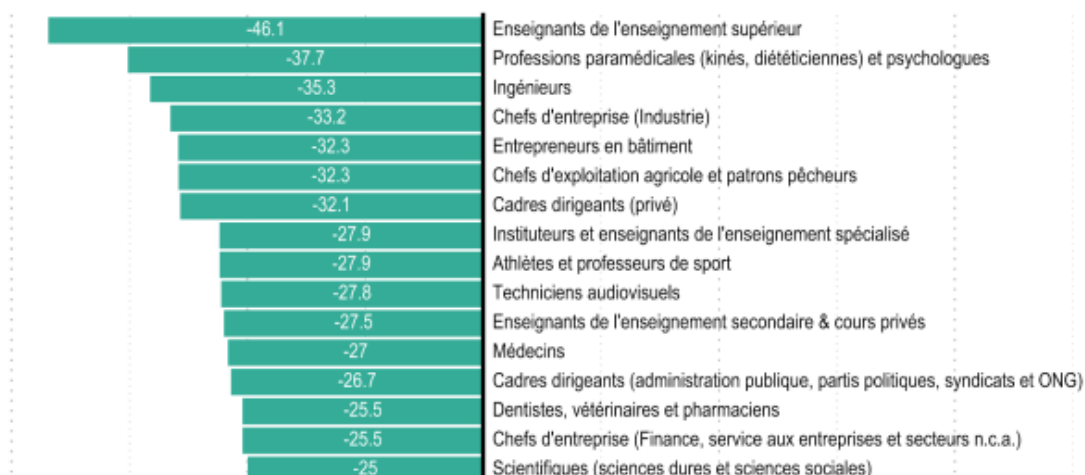 -46.1 Enseignants de l'enseignement supérieur
-37.7 Professions paramédicales (kinés, diététiciennes) et psychologues
-35.3 Ingénieurs
-33.2 Chefs d'entreprise (Industrie)
-32.3 Entrepreneurs en bâtiment
-32.3 Chefs d'exploitation agricole et patrons pêcheurs
-32.1 Cadres dirigeants (privé)
-27.9 Instituteurs et enseignants de l'enseignement spécialisé
-27.9 Athlètes et professeurs de sport
-27.8 Techniciens audiovisuels
-27.5 Enseignants de l'enseignement secondaire & cours privés
-27 Médecins
-26.7 Cadres dirigeants (administration publique, partis politiques, syndicats et ONG)
-25.5 Dentistes, vétérinaires et pharmaciens
-25.5 Chefs d'entreprise (Finance, service aux entreprises et secteurs n.c.a.)
-25 Scientifiques (sciences dures et sciences sociales)